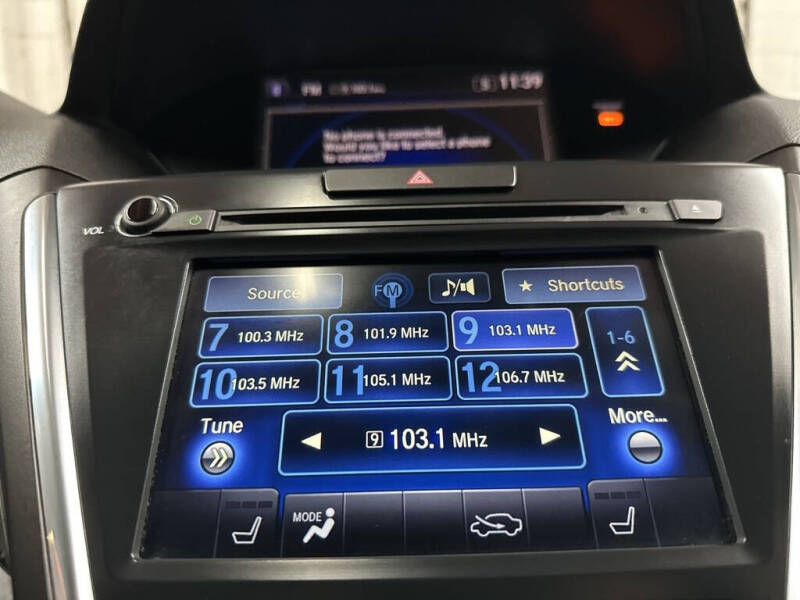 FM
11:39
No phone is connected.
Would you like to select a phone
to connect?
VOL
Source
FM
★ Shortcuts
7 100.3 MHz
8 101.9 MHz
9 103.1 MHz
1-6
10 103.5 MHz
11 105.1 MHz
12 106.7 MHz
Tune
9 103.1 MHz
More...
MODE